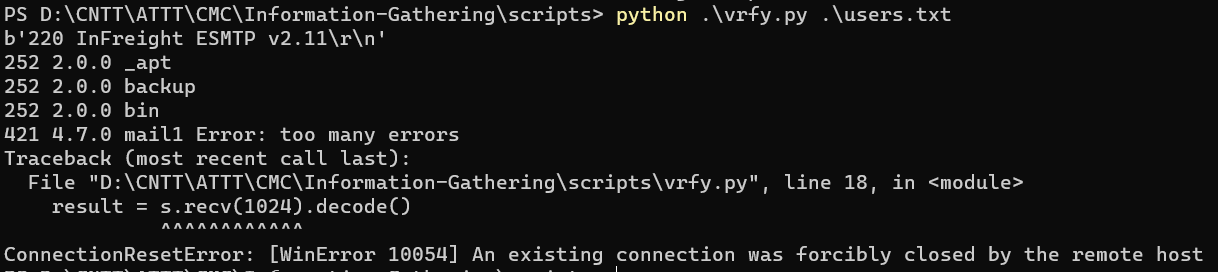 PS D:\CNTT\ATTT\CMC\Information-Gathering\scripts> python .\vrfy.py .\users.txt
b'220 InFreight ESMTP v2.11\r\n'
252 2.0.0 _apt
252 2.0.0 backup
252 2.0.0 bin
421 4.7.0 mail1 Error: too many errors
Traceback (most recent call last):
  File "D:\CNTT\ATTT\CMC\Information-Gathering\scripts\vrfy.py", line 18, in <module>
    result = s.recv(1024).decode()
             ^^^^^^^^^^^^
ConnectionResetError: [WinError 10054] An existing connection was forcibly closed by the remote host